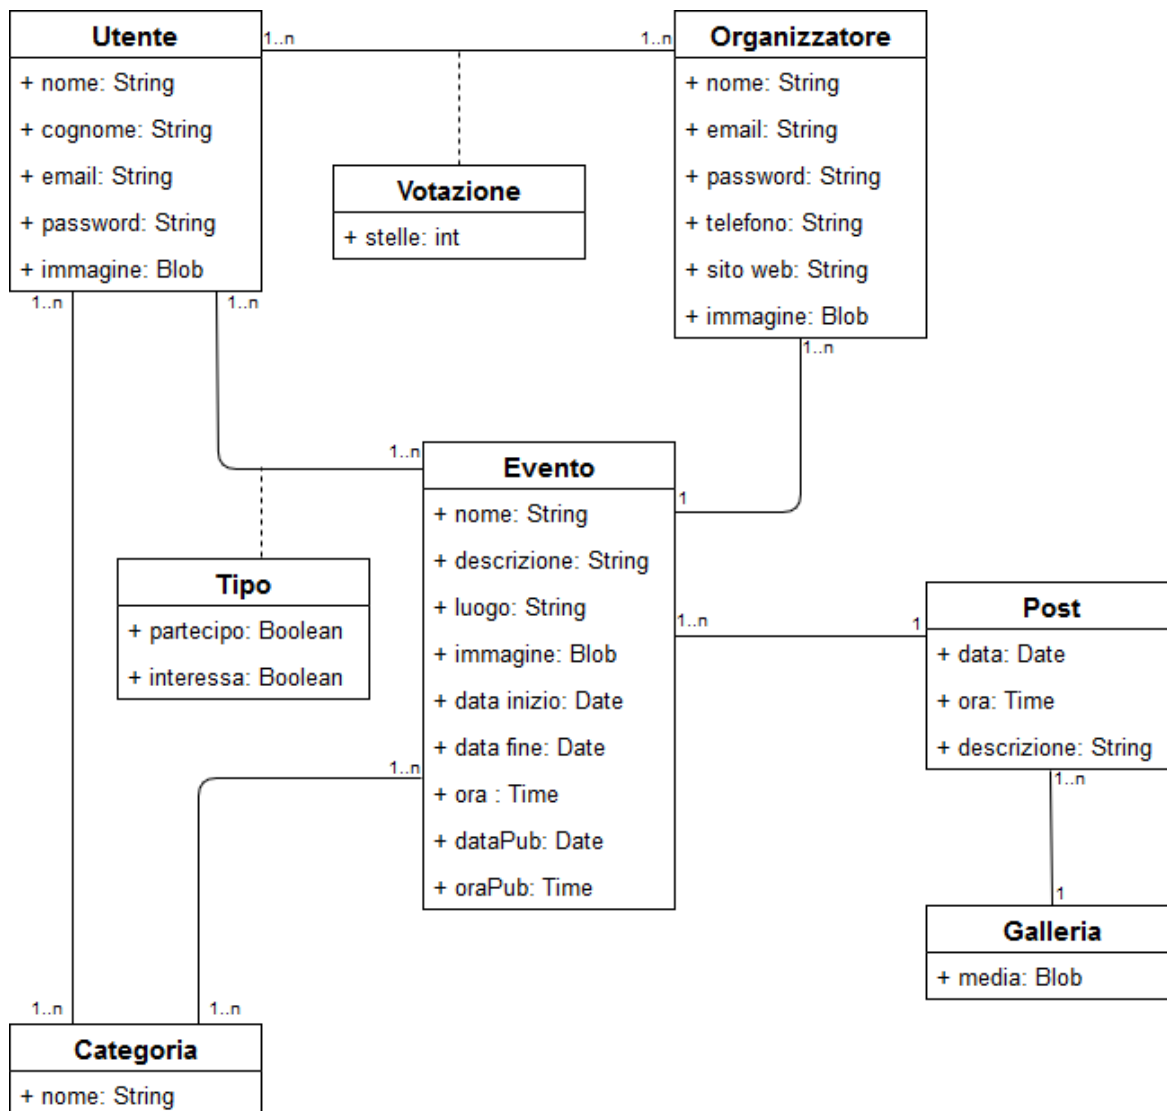 Utente
+ nome: String
+ cognome: String
+ email: String
+ password: String
+ immagine: Blob
1..n
1..n
Organizzatore
+ nome: String
+ email: String
+ password: String
+ telefono: String
+ sito web: String
+ immagine: Blob
Votazione
+ stelle: int
1..n
1..n
1..n
1..n
Evento
+ nome: String
+ descrizione: String
+ luogo: String
+ immagine: Blob
+ data inizio: Date
+ data fine: Date
+ ora : Time
+ dataPub: Date
+ oraPub: Time
1
Tipo
+ partecipo: Boolean
+ interessa: Boolean
1..n
1
Post
+ data: Date
+ ora: Time
+ descrizione: String
1..n
1..n
1
Galleria
+ media: Blob
1..n
1..n
Categoria
+ nome: String